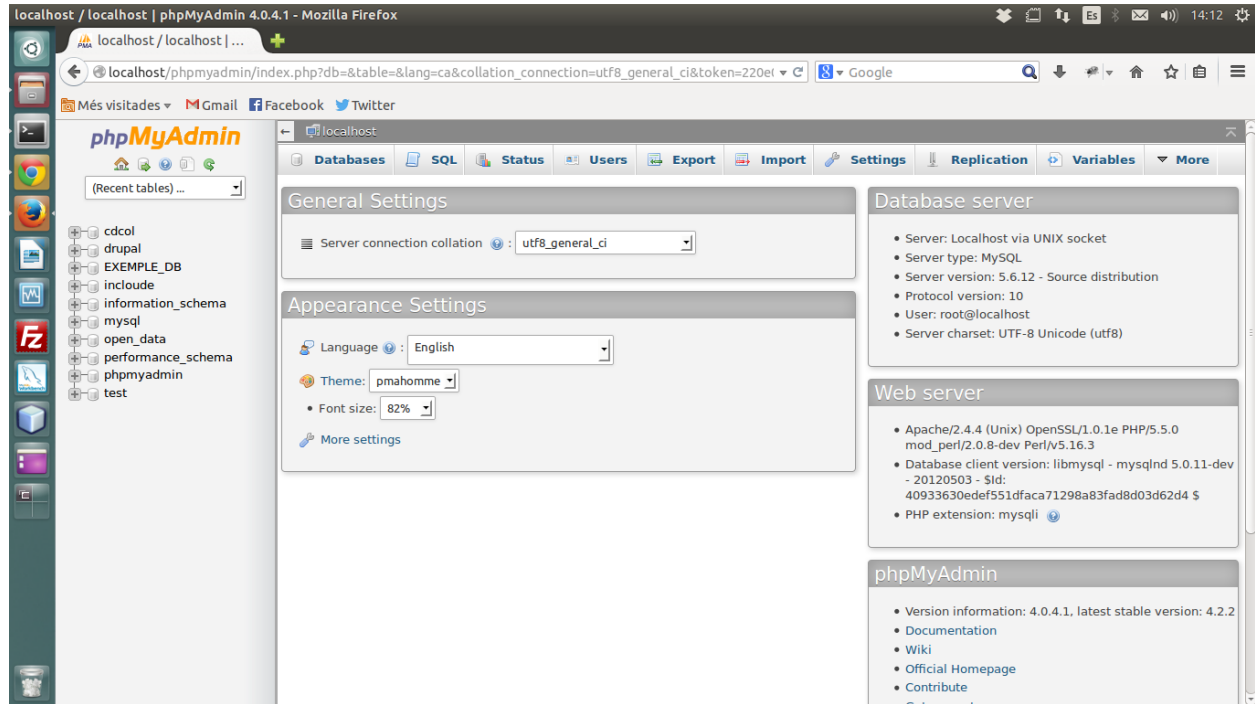 localhost / localhost | phpMyAdmin 4.0.4.1 - Mozilla Firefox
Es
14:12
localhost / localhost | ...
localhost/phpmyadmin/index.php?db=&table=&lang=ca&collation_connection=utf8_general_ci&token=220e(
Google
Més visitades
Gmail
Facebook
Twitter
phpMyAdmin
(Recent tables) ...
cdcol
drupal
EXEMPLE_DB
incloude
information_schema
mysql
open_data
performance_schema
phpmyadmin
test
localhost
Databases
SQL
Status
Users
Export
Import
Settings
Replication
Variables
More
General Settings
Server connection collation : utf8_general_ci
Appearance Settings
Language : English
Theme: pmahomme
• Font size: 82%
More settings
Database server
• Server: Localhost via UNIX socket
• Server type: MySQL
• Server version: 5.6.12 - Source distribution
• Protocol version: 10
• User: root@localhost
• Server charset: UTF-8 Unicode (utf8)
Web server
• Apache/2.4.4 (Unix) OpenSSL/1.0.1e PHP/5.5.0
mod_perl/2.0.8-dev Perl/v5.16.3
• Database client version: libmysql - mysqlnd 5.0.11-dev
- 20120503 - $Id:
40933630edef551dfaca71298a83fad8d03d62d4 $
• PHP extension: mysqli
phpMyAdmin
• Version information: 4.0.4.1, latest stable version: 4.2.2
• Documentation
• Wiki
• Official Homepage
• Contribute